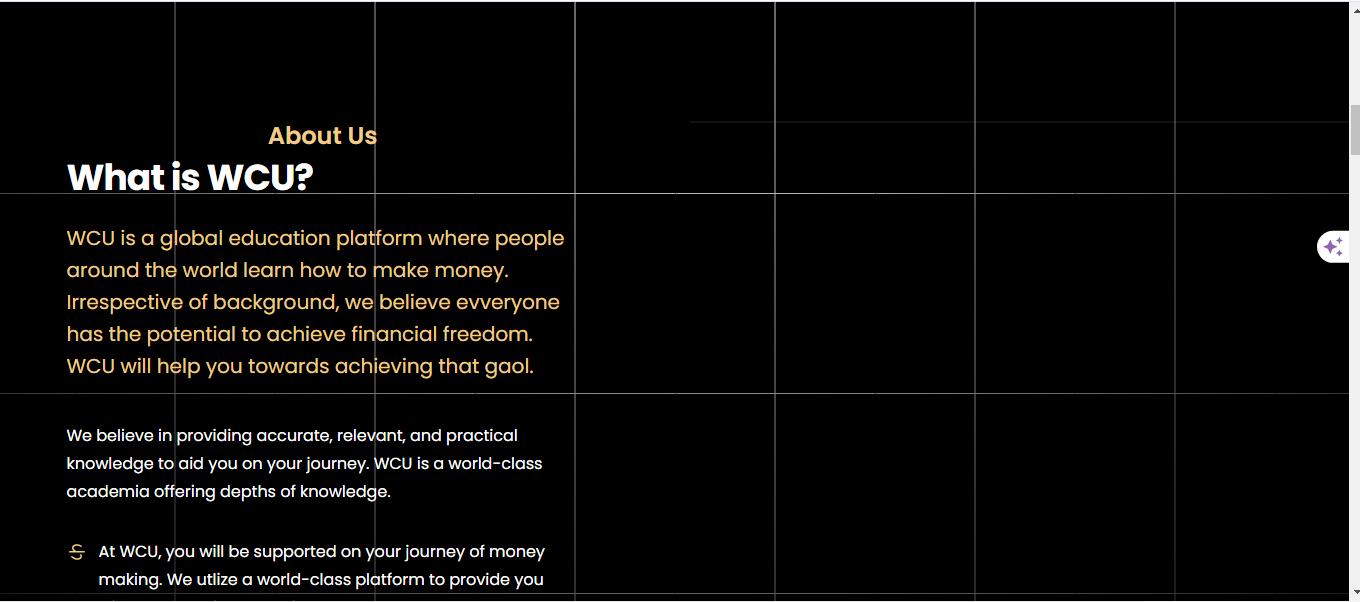 About Us
What is WCU?
WCU is a global education platform where people
around the world learn how to make money.
Irrespective of background, we believe evveryone
has the potential to achieve financial freedom.
WCU will help you towards achieving that gaol.
We believe in providing accurate, relevant, and practical
knowledge to aid you on your journey. WCU is a world-class
academia offering depths of knowledge.
At WCU, you will be supported on your journey of money
making. We utlize a world-class platform to provide you